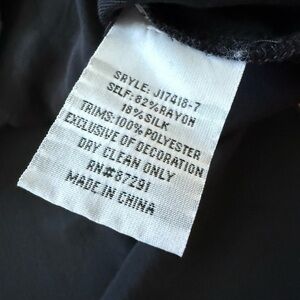 SRYLE: J17418-7
SELF: 82%RAYON
18%SILK
TRIMS:100%POLYESTER
EXCLUSIVE OF DECORATION
DRY CLEAN ONLY
RN#87291
MADE IN CHINA